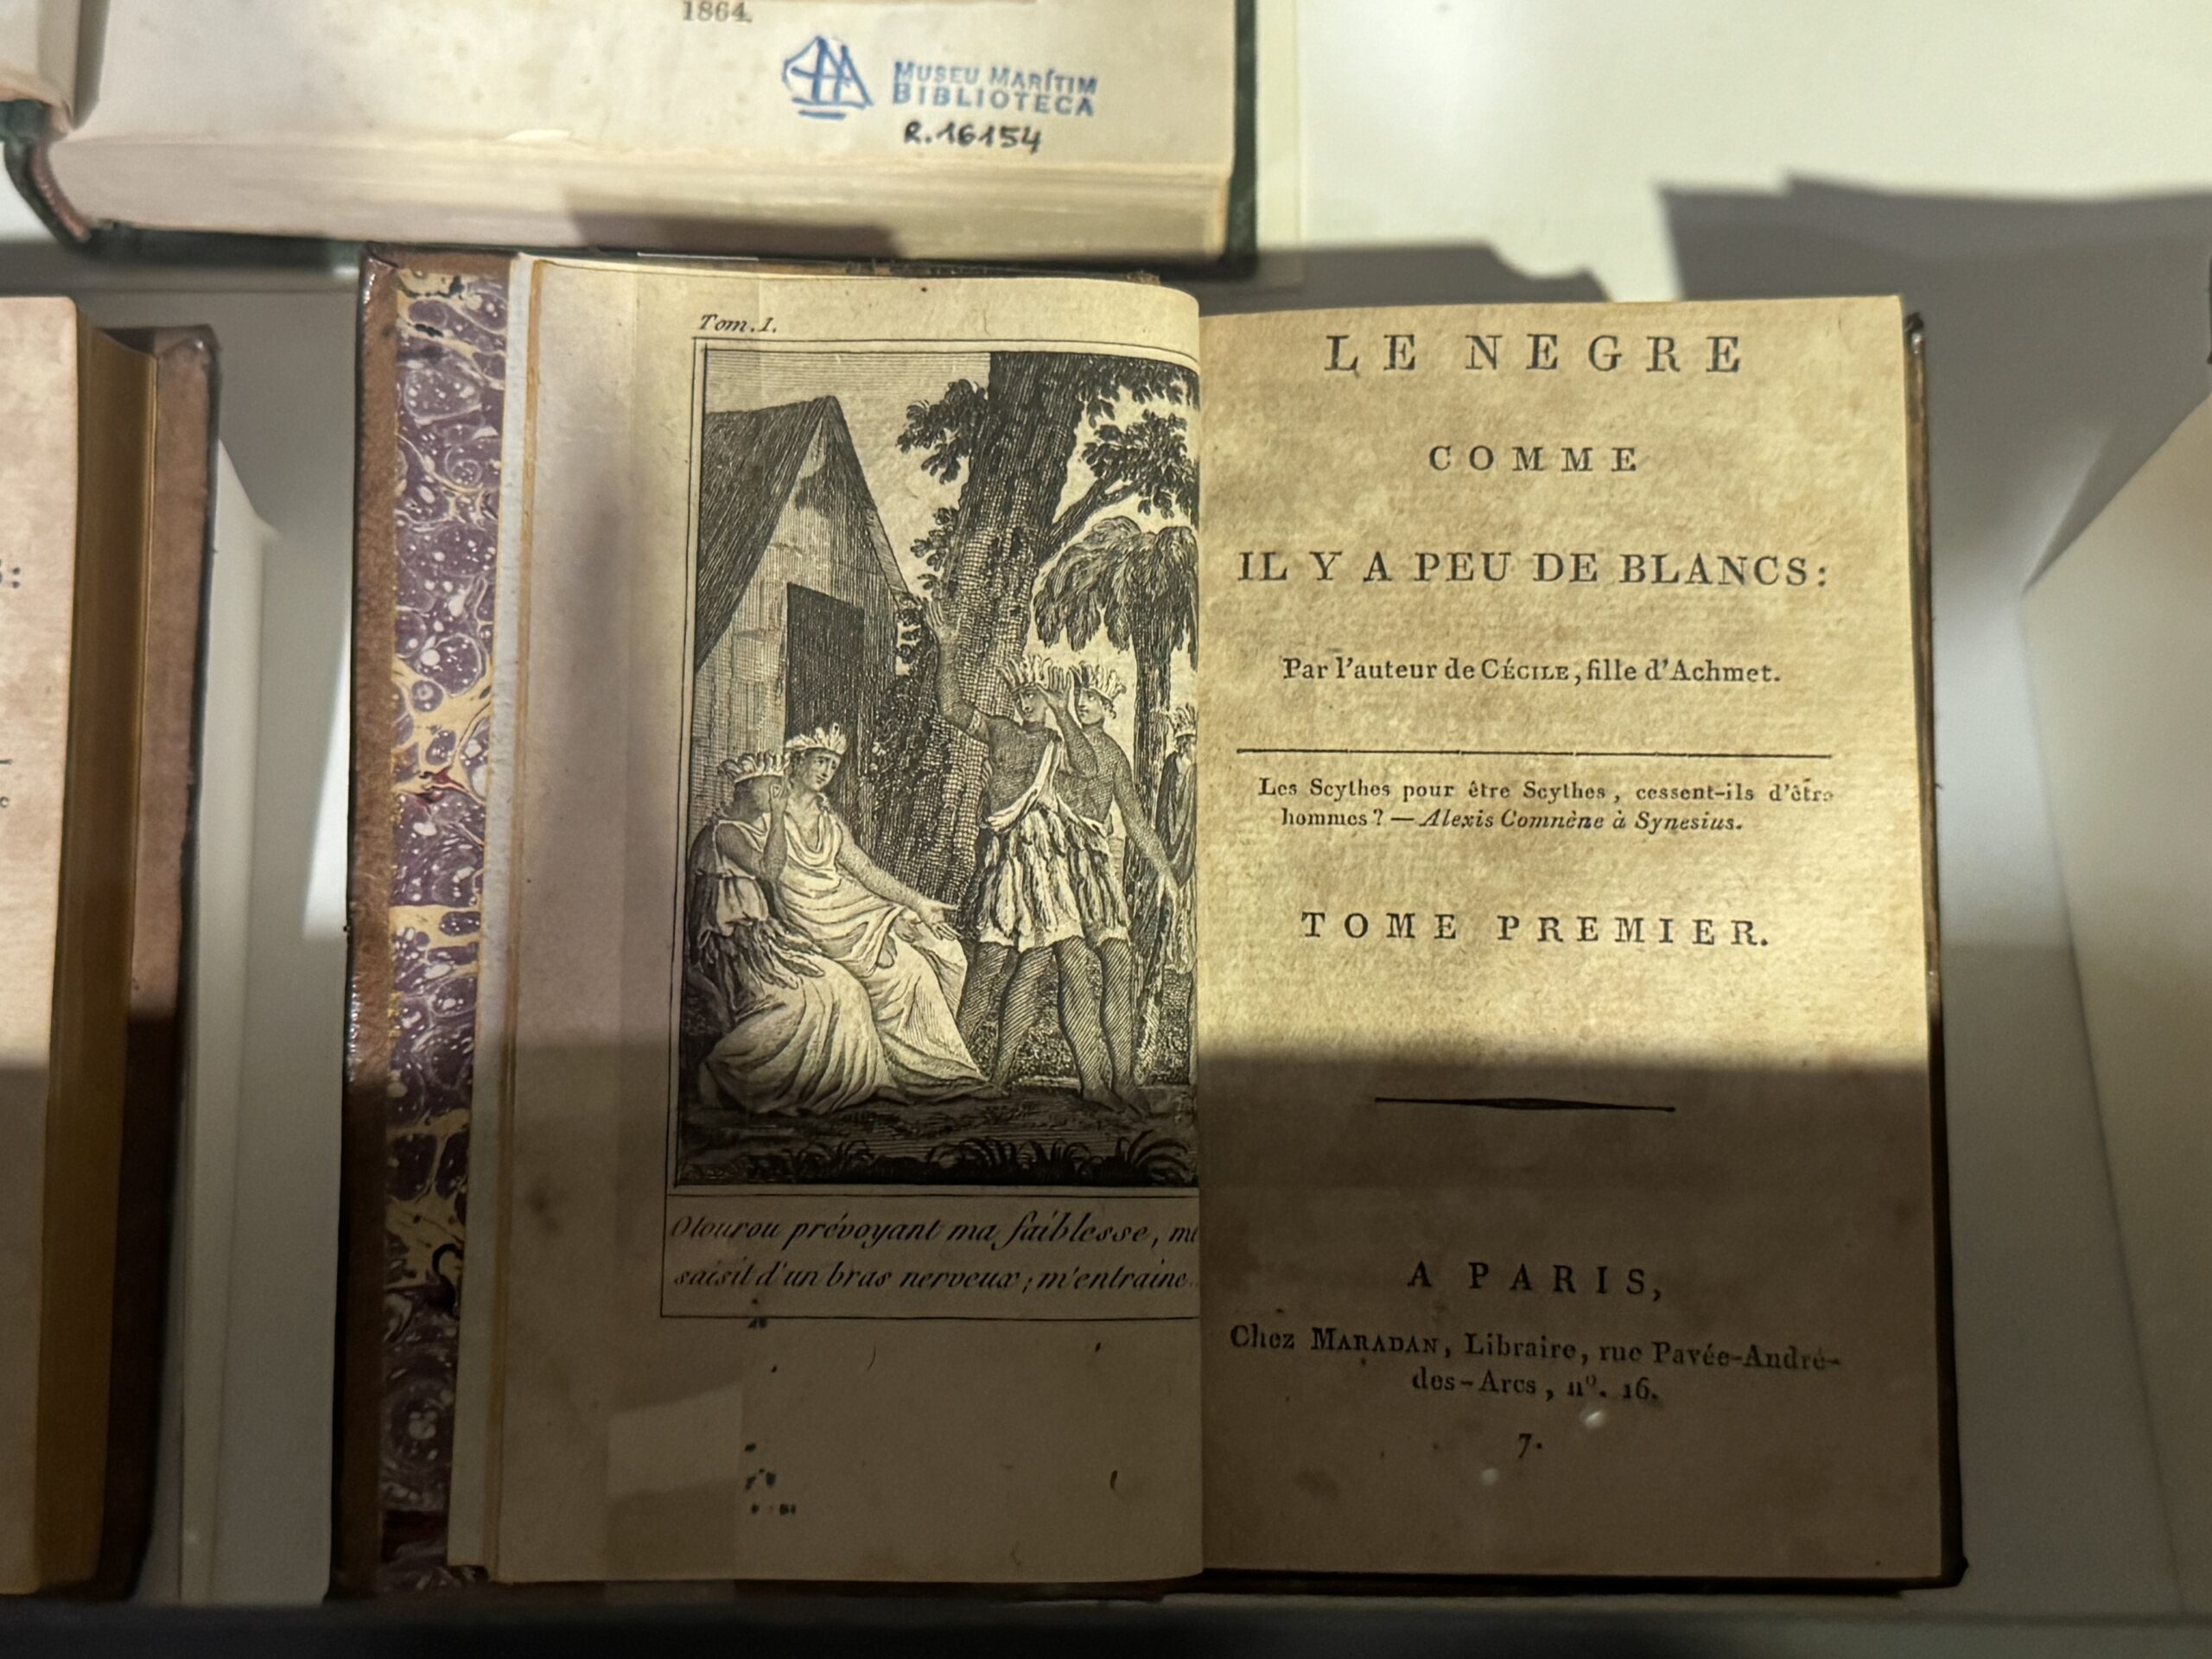 1864.
MUSEU MARÍTIM
BIBLIOTECA
R.16154
Tom. I.
Otourou prévoyant ma faiblesse,
saisit d'un bras nerveux ; m'entraine
LE NEGRE
COMME
IL Y A PEU DE BLANCS:
Par l'auteur de CÉCILE, fille d'Achmet.
Les Scythes pour être Scythes, cessent-ils d'être
hommes ? — Alexis Comnène à Synesius.
TOME PREMIER.
A PARIS,
Chez MARADAN, Libraire, rue Pavée-André-
des-Arcs, nº. 16.
7.